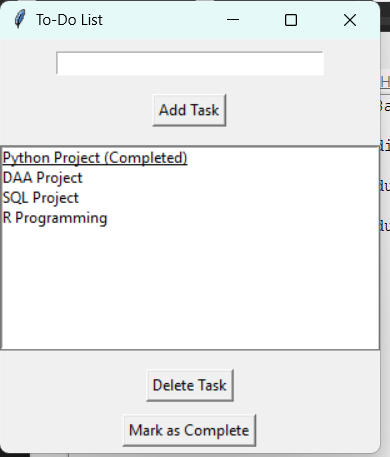 To-Do List
Add Task
Python Project (Completed)
DAA Project
SQL Project
R Programming
Delete Task
Mark as Complete